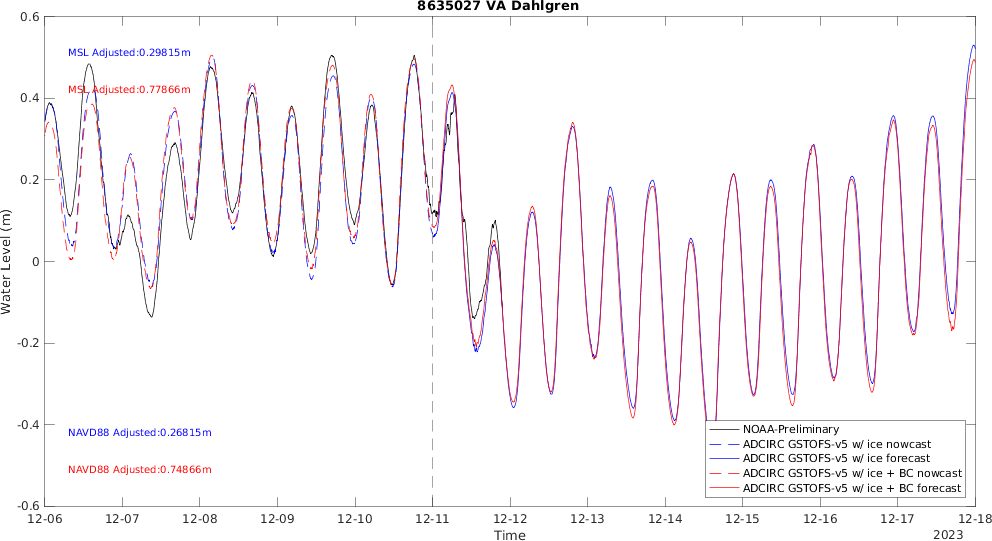 8635027 VA Dahlgren
0.6
MSL Adjusted:0.29815m
0.4
MSL Adjusted:0.77866m
0.2
0
-0.2
-0.4
-0.6
Water Level (m)
NAVD88 Adjusted:0.26815m
NAVD88 Adjusted:0.74866m
NOAA-Preliminary
ADCIRC GSTOFS-v5 w/ ice nowcast
ADCIRC GSTOFS-v5 w/ ice forecast
ADCIRC GSTOFS-v5 w/ ice + BC nowcast
ADCIRC GSTOFS-v5 w/ ice + BC forecast
12-06 12-07 12-08 12-09 12-10 12-11 12-12 12-13 12-14 12-15 12-16 12-17 12-18
Time
2023